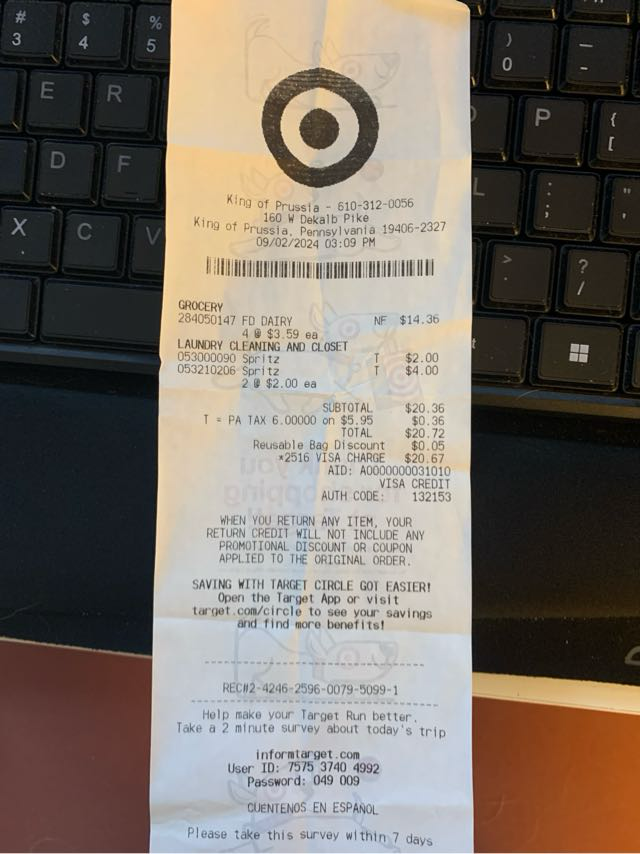 #
3
$
4
%
5
)
0
—
-
E
R
P
{
[
D
F
L
:
;
"
'
X
C
V
>
.
?
/
King of Prussia - 610-312-0056
160 W Dekalb Pike
King of Prussia, Pennsylvania 19406-2327
09/02/2024 03:09 PM
GROCERY
284050147 FD DAIRY NF $14.36
4 @ $3.59 ea
LAUNDRY CLEANING AND CLOSET
053000090 Spritz T $2.00
053210206 Spritz T $4.00
2 @ $2.00 ea
SUBTOTAL $20.36
T = PA TAX 6.00000 on $5.95 $0.36
TOTAL $20.72
Reusable Bag Discount $0.05
*2516 VISA CHARGE $20.67
AID: A0000000031010
VISA CREDIT
AUTH CODE: 132153
WHEN YOU RETURN ANY ITEM, YOUR
RETURN CREDIT WILL NOT INCLUDE ANY
PROMOTIONAL DISCOUNT OR COUPON
APPLIED TO THE ORIGINAL ORDER.
SAVING WITH TARGET CIRCLE GOT EASIER!
Open the Target App or visit
target.com/circle to see your savings
and find more benefits!
REC#2-4246-2596-0079-5099-1
Help make your Target Run better.
Take a 2 minute survey about today's trip
informtarget.com
User ID: 7575 3740 4992
Password: 049 009
CUÉNTENOS EN ESPAÑOL
Please take this survey within 7 days